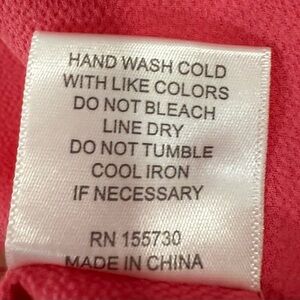 HAND WASH COLD
WITH LIKE COLORS
DO NOT BLEACH
LINE DRY
DO NOT TUMBLE
COOL IRON
IF NECESSARY
RN 155730
MADE IN CHINA